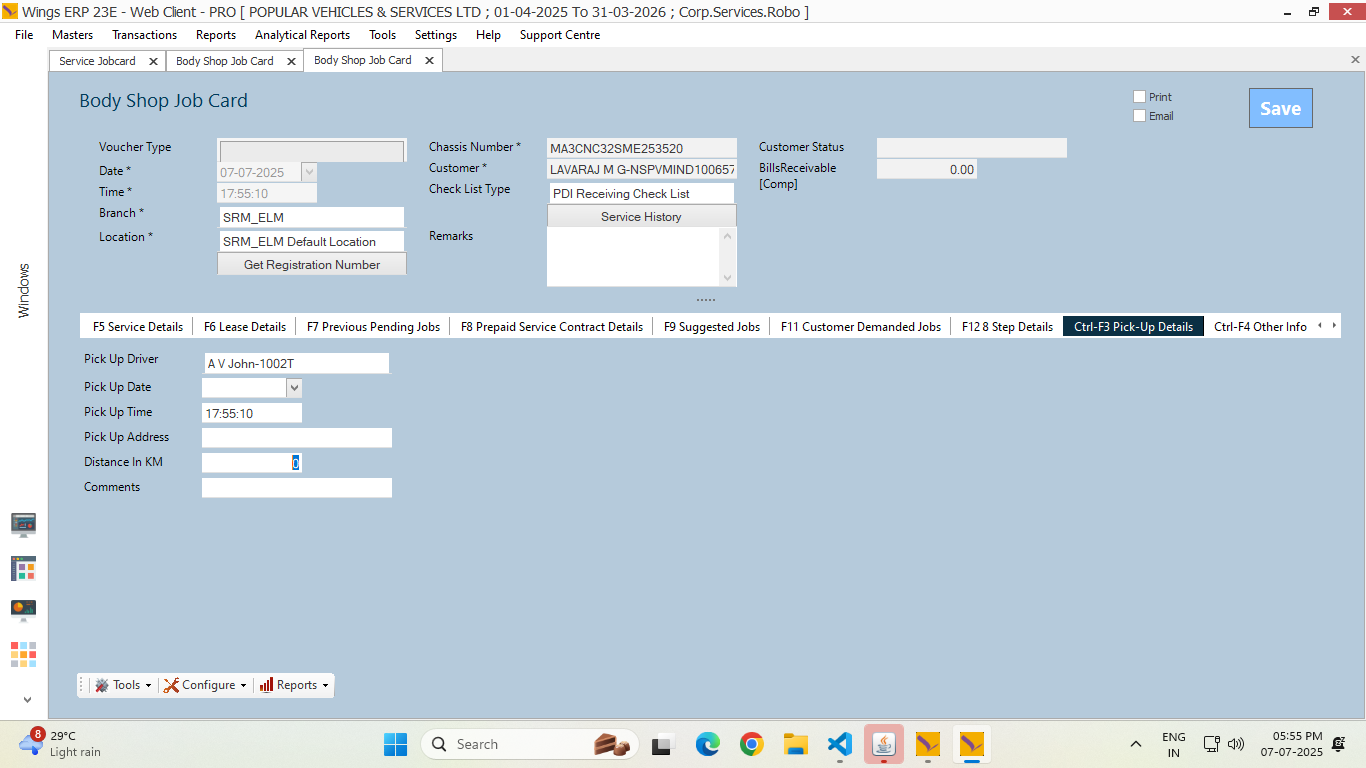 Wings ERP 23E - Web Client - PRO [ POPULAR VEHICLES & SERVICES LTD ; 01-04-2025 To 31-03-2026 ; Corp.Services.Robo ]
File Masters Transactions Reports Analytical Reports Tools Settings Help Support Centre
Service Jobcard Body Shop Job Card Body Shop Job Card
Body Shop Job Card
Print
Email
Save
Voucher Type
Date *
07-07-2025
Time *
17:55:10
Branch *
SRM_ELM
Location *
SRM_ELM Default Location
Get Registration Number
Chassis Number *
MA3CNC32SME253520
Customer *
LAVARAJ M G-NSPVMIND100657
Check List Type
PDI Receiving Check List
Service History
Remarks
Customer Status
BillsReceivable
[Comp]
0.00
Windows
F5 Service Details F6 Lease Details F7 Previous Pending Jobs F8 Prepaid Service Contract Details F9 Suggested Jobs F11 Customer Demanded Jobs F12 8 Step Details Ctrl-F3 Pick-Up Details Ctrl-F4 Other Info
Pick Up Driver
A V John-1002T
Pick Up Date
Pick Up Time
17:55:10
Pick Up Address
Distance In KM
0
Comments
Tools Configure Reports
8
29°C
Light rain
Search
ENG
IN
05:55 PM
07-07-2025